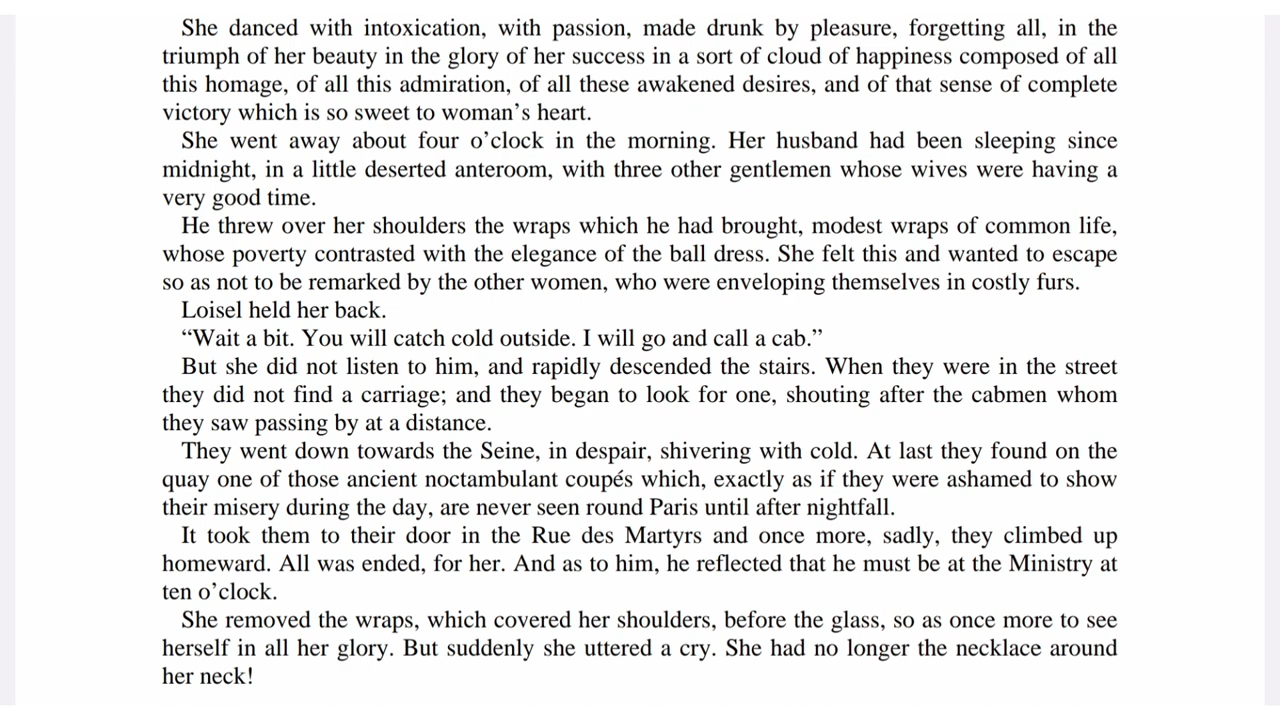 She danced with intoxication, with passion, made drunk by pleasure, forgetting all, in the
triumph of her beauty in the glory of her success in a sort of cloud of happiness composed of all
this homage, of all this admiration, of all these awakened desires, and of that sense of complete
victory which is so sweet to woman’s heart.
She went away about four o’clock in the morning. Her husband had been sleeping since
midnight, in a little deserted anteroom, with three other gentlemen whose wives were having a
very good time.
He threw over her shoulders the wraps which he had brought, modest wraps of common life,
whose poverty contrasted with the elegance of the ball dress. She felt this and wanted to escape
so as not to be remarked by the other women, who were enveloping themselves in costly furs.
Loisel held her back.
“Wait a bit. You will catch cold outside. I will go and call a cab.”
But she did not listen to him, and rapidly descended the stairs. When they were in the street
they did not find a carriage; and they began to look for one, shouting after the cabmen whom
they saw passing by at a distance.
They went down towards the Seine, in despair, shivering with cold. At last they found on the
quay one of those ancient noctambulant coupés which, exactly as if they were ashamed to show
their misery during the day, are never seen round Paris until after nightfall.
It took them to their door in the Rue des Martyrs and once more, sadly, they climbed up
homeward. All was ended, for her. And as to him, he reflected that he must be at the Ministry at
ten o’clock.
She removed the wraps, which covered her shoulders, before the glass, so as once more to see
herself in all her glory. But suddenly she uttered a cry. She had no longer the necklace around
her neck!